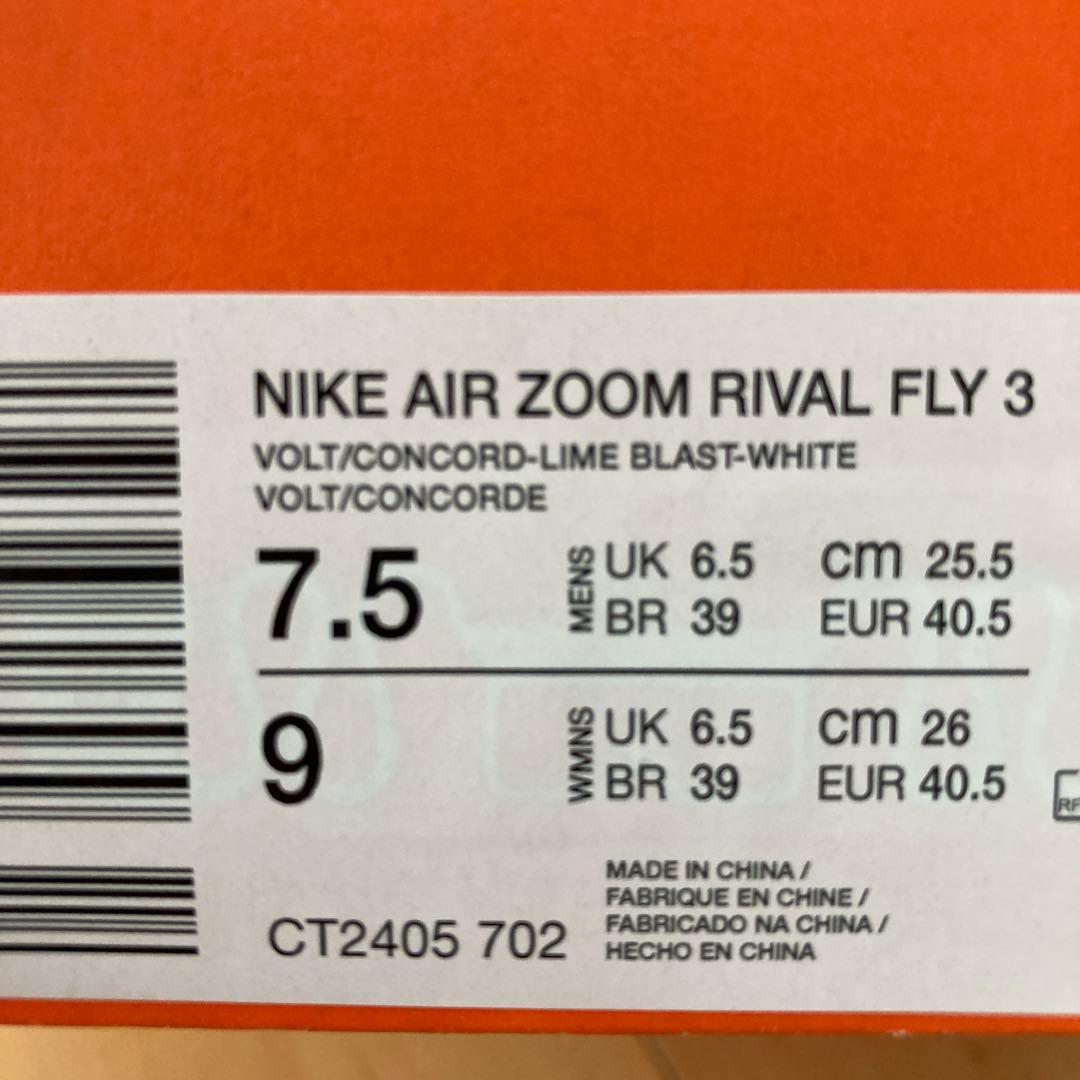 NIKE AIR ZOOM RIVAL FLY 3
VOLT/CONCORD-LIME BLAST-WHITE
VOLT/CONCORDE
7.5 MENS UK 6.5 cm 25.5
BR 39 EUR 40.5
9 WMNS UK 6.5 cm 26
BR 39 EUR 40.5
MADE IN CHINA /
FABRIQUE EN CHINE /
FABRICADO NA CHINA /
HECHO EN CHINA
CT2405 702